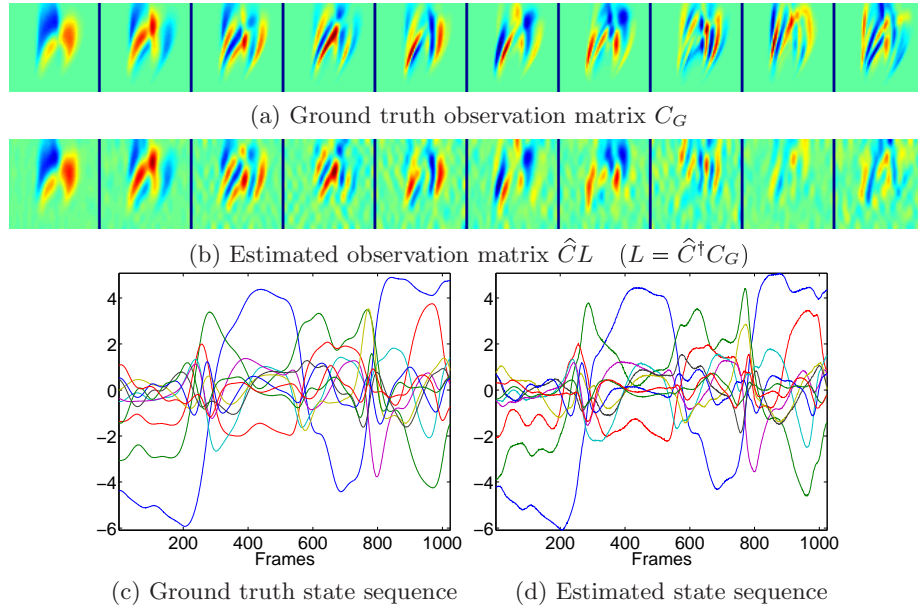 (a) Ground truth observation matrix C_G
(b) Estimated observation matrix ĈL (L = Ĉ†C_G)
4
2
0
−2
−4
−6
200 400 600 800 1000
Frames
4
2
0
−2
−4
−6
200 400 600 800 1000
Frames
(c) Ground truth state sequence
(d) Estimated state sequence